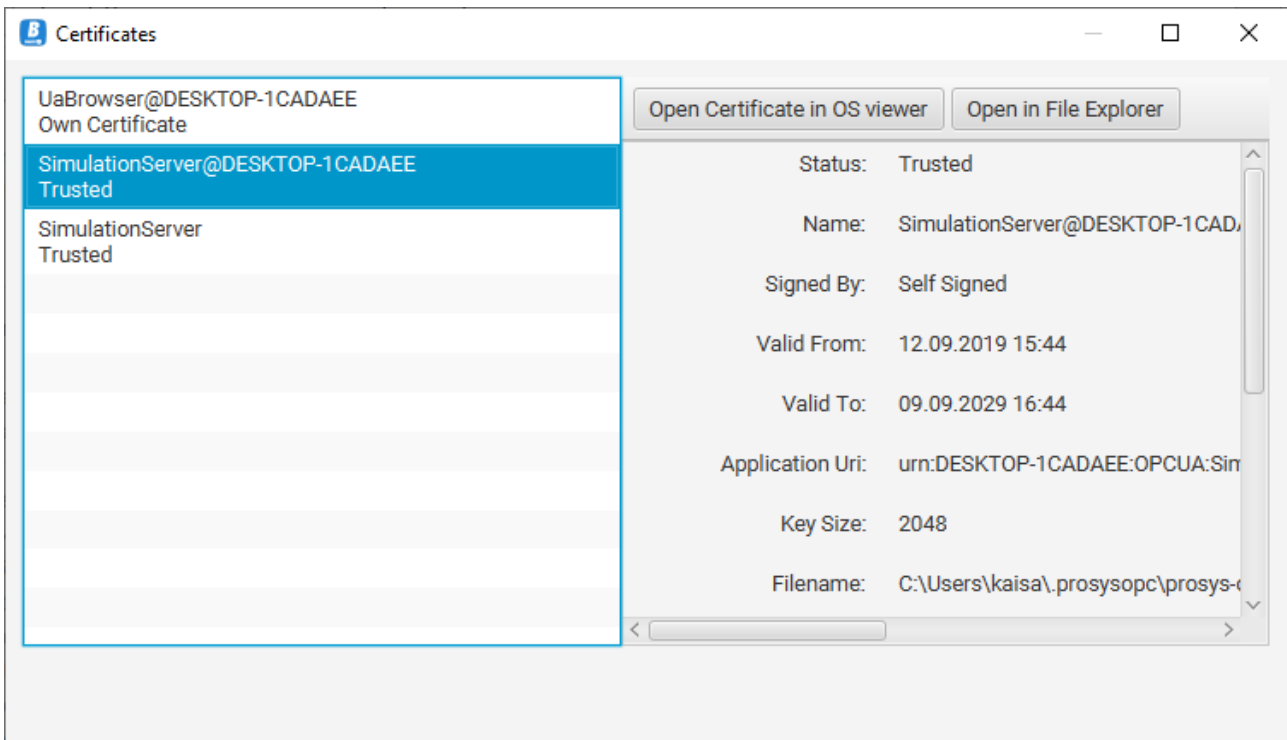 Certificates
UaBrowser@DESKTOP-1CADAEE
Own Certificate
SimulationServer@DESKTOP-1CADAEE
Trusted
SimulationServer
Trusted
Open Certificate in OS viewer Open in File Explorer
Status: Trusted
Name: SimulationServer@DESKTOP-1CAD
Signed By: Self Signed
Valid From: 12.09.2019 15:44
Valid To: 09.09.2029 16:44
Application Uri: urn:DESKTOP-1CADAEE:OPCUA:Sim
Key Size: 2048
Filename: C:\Users\kaisa\.prosysopc\prosys-